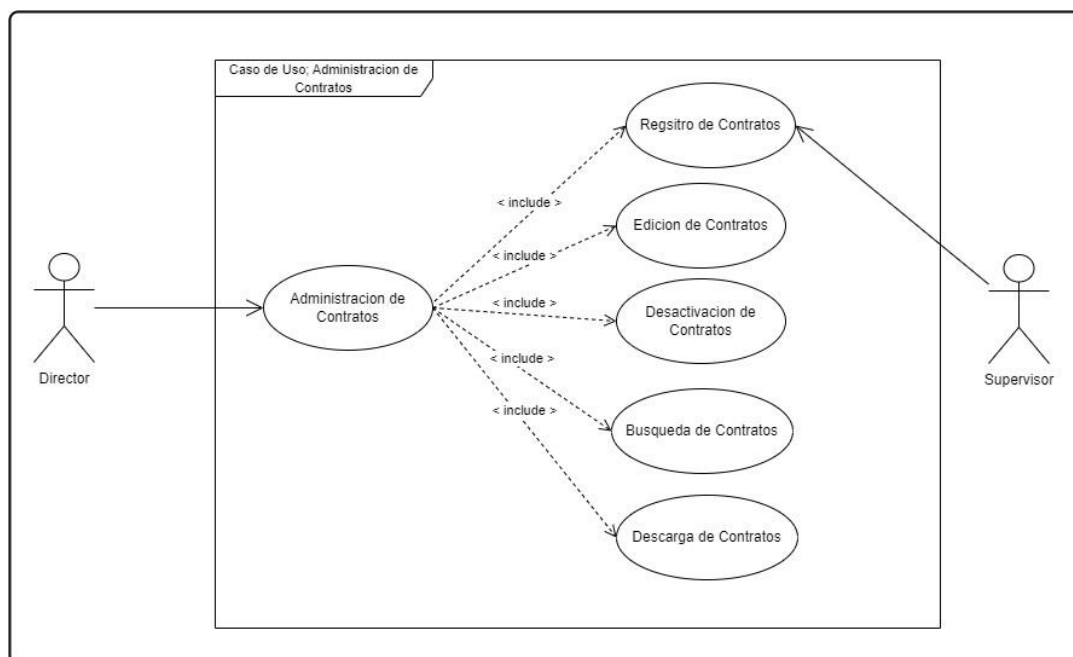 Caso de Uso; Administracion de
Contratos
Regsitro de Contratos
< include >
Edicion de Contratos
< include >
Administracion de
Contratos
< include >
Desactivacion de
Contratos
< include >
Busqueda de Contratos
< include >
Descarga de Contratos
Director
Supervisor